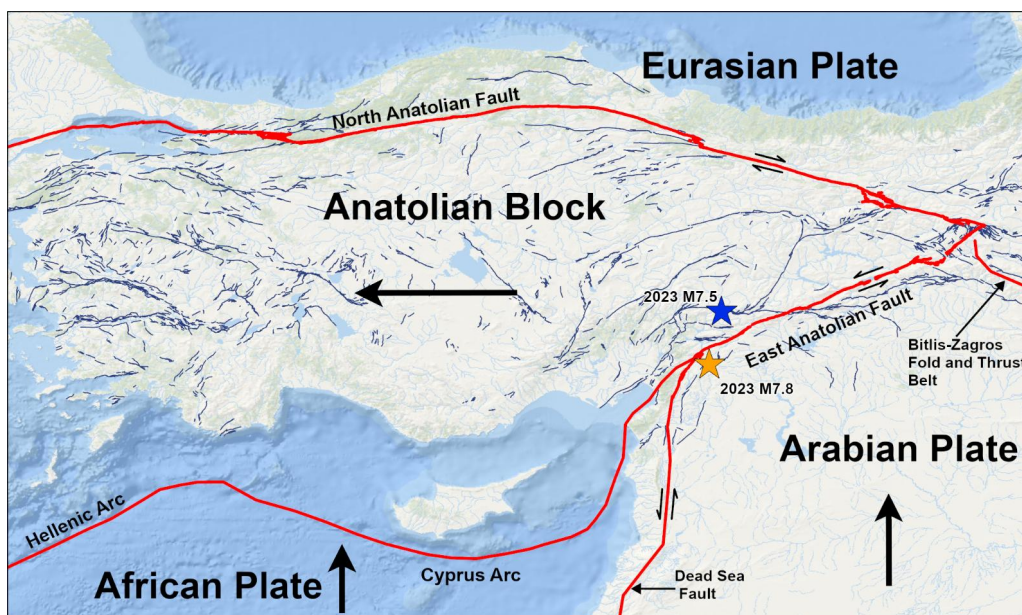 Eurasian Plate
North Anatolian Fault
Anatolian Block
2023 M7.5
East Anatolian Fault
Bitlis-Zagros
Fold and Thrust
Belt
2023 M7.8
Arabian Plate
Hellenic Arc
African Plate
Cyprus Arc
Dead Sea
Fault